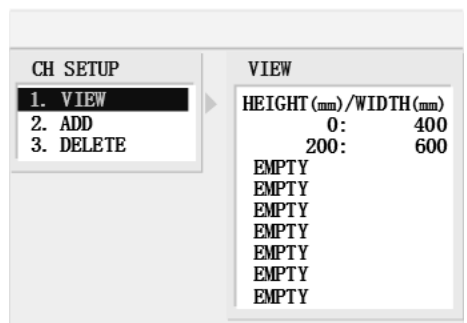 CH SETUP
1. VIEW
2. ADD
3. DELETE
VIEW
HEIGHT(mm)/WIDTH(mm)
0: 400
200: 600
EMPTY
EMPTY
EMPTY
EMPTY
EMPTY
EMPTY
EMPTY